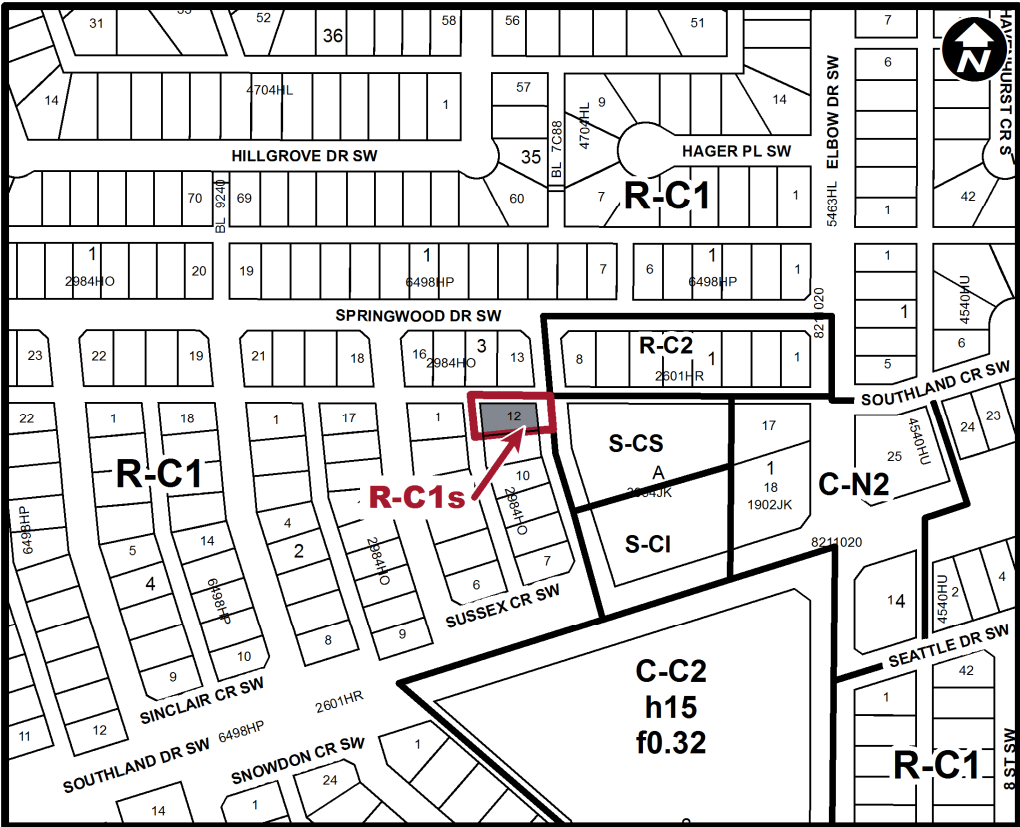 31
52
36
58
56
51
7
N
6
14
4704HL
1
57
9
4704HL
14
ELBOW DR SW
HILLGROVE DR SW
35
BL 7C88
HAGER PL SW
70
BL 9240
69
60
7
R-C1
1
5463HL
1
42
1
2984HO
20
19
1
6498HP
7
6
1
6498HP
1
1
4540HU
1
8211020
SPRINGWOOD DR SW
23
22
19
21
18
16
2984HO
3
13
8
R-C2
1
2601HR
1
5
6
SOUTHLAND CR SW
22
1
18
1
17
1
12
S-CS
17
25
4540HU
24
23
R-C1
R-C1s
10
2984HO
A
1
18
1902JK
C-N2
6498HP
5
4
14
6498HP
4
2
2984HO
7
S-CI
8211020
6
SUSSEX CR SW
14
4540HU
2
4
9
10
8
9
SEATTLE DR SW
SINCLAIR CR SW
C-C2
h15
f0.32
42
1
11
12
2601HR
6498HP
SOUTHLAND DR SW
SNOWDON CR SW
1
R-C1
8 ST SW
14
1
24